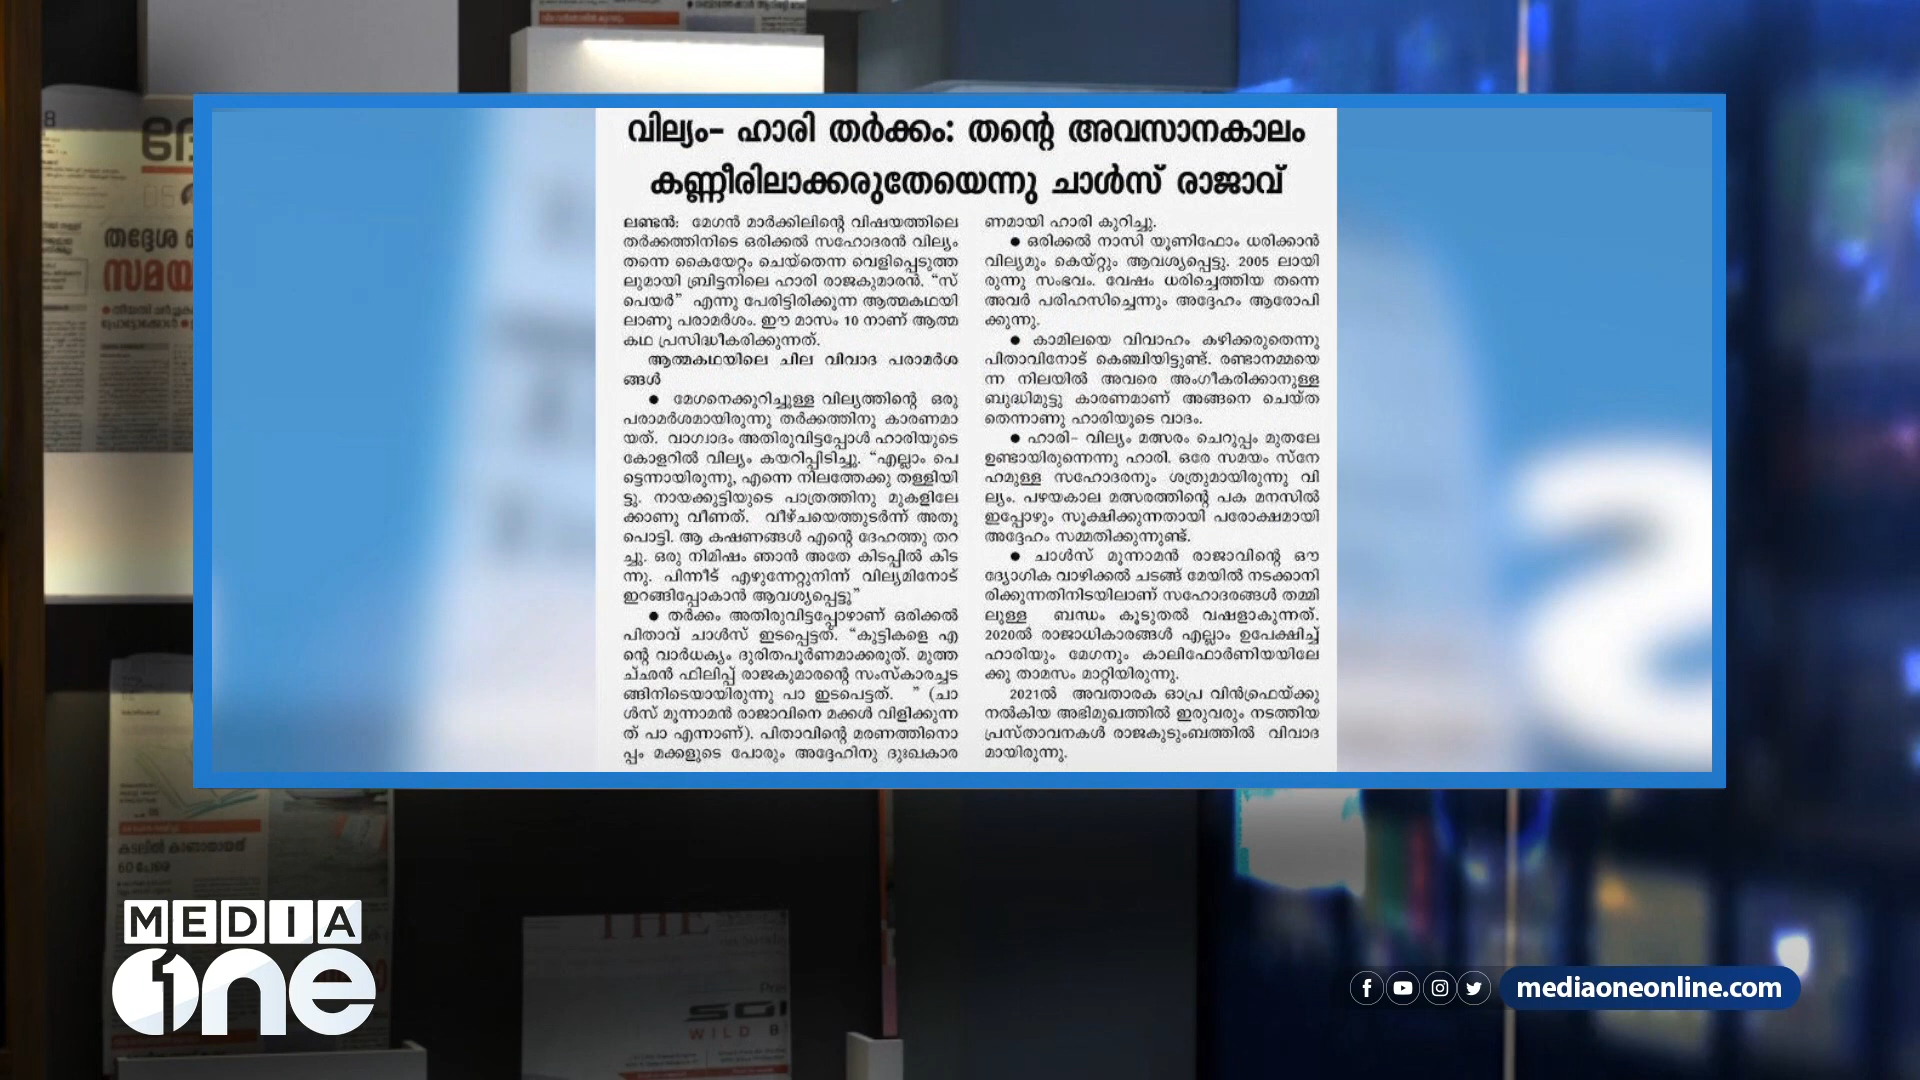 വില്യം- ഹാരി തർക്കം: തന്റെ അവസാനകാലം
കണ്ണീരിലാക്കരുതേയെന്നു ചാൾസ് രാജാവ്
ലണ്ടൻ: മേഗൻ മാർക്കിലിന്റെ വിഷയത്തിലെ
തർക്കത്തിനിടെ ഒരിക്കൽ സഹോദരൻ വില്യം
തന്നെ കൈയേറ്റം ചെയ്തെന്ന വെളിപ്പെടുത്ത
ലുമായി ബ്രിട്ടനിലെ ഹാരി രാജകുമാരൻ. “സ്
പെയർ” എന്നു പേരിട്ടിരിക്കുന്ന ആത്മകഥയി
ലാണു പരാമർശം. ഈ മാസം 10 നാണ് ആത്മ
കഥ പ്രസിദ്ധീകരിക്കുന്നത്.
ആത്മകഥയിലെ ചില വിവാദ പരാമർശ
ങ്ങൾ
● മേഗനെക്കുറിച്ചുള്ള വില്യത്തിന്റെ ഒരു
പരാമർശമായിരുന്നു തർക്കത്തിനു കാരണമാ
യത്. വാഗ്വാദം അതിരുവിട്ടപ്പോൾ ഹാരിയുടെ
കോളറിൽ വില്യം കയറിപ്പിടിച്ചു. “എല്ലാം പെ
ട്ടെന്നായിരുന്നു, എന്നെ നിലത്തേക്കു തള്ളിയി
ട്ടു. നായക്കുട്ടിയുടെ പാത്രത്തിനു മുകളിലേ
ക്കാണു വീണത്. വീഴ്ചയെത്തുടർന്ന് അതു
പൊട്ടി. ആ കഷണങ്ങൾ എന്റെ ദേഹത്തു തറ
ച്ചു. ഒരു നിമിഷം ഞാൻ അതേ കിടപ്പിൽ കിട
ന്നു. പിന്നീട് എഴുന്നേറ്റുനിന്ന് വില്യമിനോട്
ഇറങ്ങിപ്പോകാൻ ആവശ്യപ്പെട്ടു”
● തർക്കം അതിരുവിട്ടപ്പോഴാണ് ഒരിക്കൽ
പിതാവ് ചാൾസ് ഇടപ്പെട്ടത്. “കുട്ടികളെ എ
ന്റെ വാർധക്യം ദുരിതപൂർണമാക്കരുത്. മുത്ത
ച്ഛൻ ഫിലിപ്പ് രാജകുമാരന്റെ സംസ്കാരച്ചട
ങ്ങിനിടെയായിരുന്നു പാ ഇടപെട്ടത്. ” (ചാ
ൾസ് മൂന്നാമൻ രാജാവിനെ മക്കൾ വിളിക്കുന്ന
ത് പാ എന്നാണ്). പിതാവിന്റെ മരണത്തിനൊ
പ്പം മക്കളുടെ പോരും അദ്ദേഹിനു ദുഃഖകാര
ണമായി ഹാരി കുറിച്ചു.
● ഒരിക്കൽ നാസി യൂണിഫോം ധരിക്കാൻ
വില്യമും കെയ്റ്റും ആവശ്യപ്പെട്ടു. 2005 ലായി
രുന്നു സംഭവം. വേഷം ധരിച്ചെത്തിയ തന്നെ
അവർ പരിഹസിച്ചെന്നും അദ്ദേഹം ആരോപി
ക്കുന്നു.
● കാമിലയെ വിവാഹം കഴിക്കരുതെന്നു
പിതാവിനോട് കെഞ്ചിയിട്ടുണ്ട്. രണ്ടാനമ്മയെ
ന്ന നിലയിൽ അവരെ അംഗീകരിക്കാനുള്ള
ബുദ്ധിമുട്ടു കാരണമാണ് അങ്ങനെ ചെയ്ത
തെന്നാണു ഹാരിയുടെ വാദം.
● ഹാരി- വില്യം മത്സരം ചെറുപ്പം മുതലേ
ഉണ്ടായിരുന്നെന്നു ഹാരി. ഒരേ സമയം സ്നേ
ഹമുള്ള സഹോദരനും ശത്രുമായിരുന്നു വി
ല്യം. പഴയകാല മത്സരത്തിന്റെ പക മനസിൽ
ഇപ്പോഴും സൂക്ഷിക്കുന്നതായി പരോക്ഷമായി
അദ്ദേഹം സമ്മതിക്കുന്നുണ്ട്.
● ചാൾസ് മൂന്നാമൻ രാജാവിന്റെ ഔ
ദ്യോഗിക വാഴിക്കൽ ചടങ്ങ് മേയിൽ നടക്കാനി
രിക്കുന്നതിനിടയിലാണ് സഹോദരങ്ങൾ തമ്മി
ലുള്ള ബന്ധം കൂടുതൽ വഷളാകുന്നത്.
2020ൽ രാജാധികാരങ്ങൾ എല്ലാം ഉപേക്ഷിച്ച്
ഹാരിയും മേഗനും കാലിഫോർണിയയിലേ
ക്കു താമസം മാറ്റിയിരുന്നു.
2021ൽ അവതാരക ഓപ്ര വിൻഫ്രെയ്ക്കു
നൽകിയ അഭിമുഖത്തിൽ ഇരുവരും നടത്തിയ
പ്രസ്താവനകൾ രാജകുടുംബത്തിൽ വിവാദ
മായിരുന്നു.
തദ്ദേശ
സമയ
കടലിൽ കാണാതായത്
60 പേരെ
THE
WILD B
MEDIA
one
mediaoneonline.com